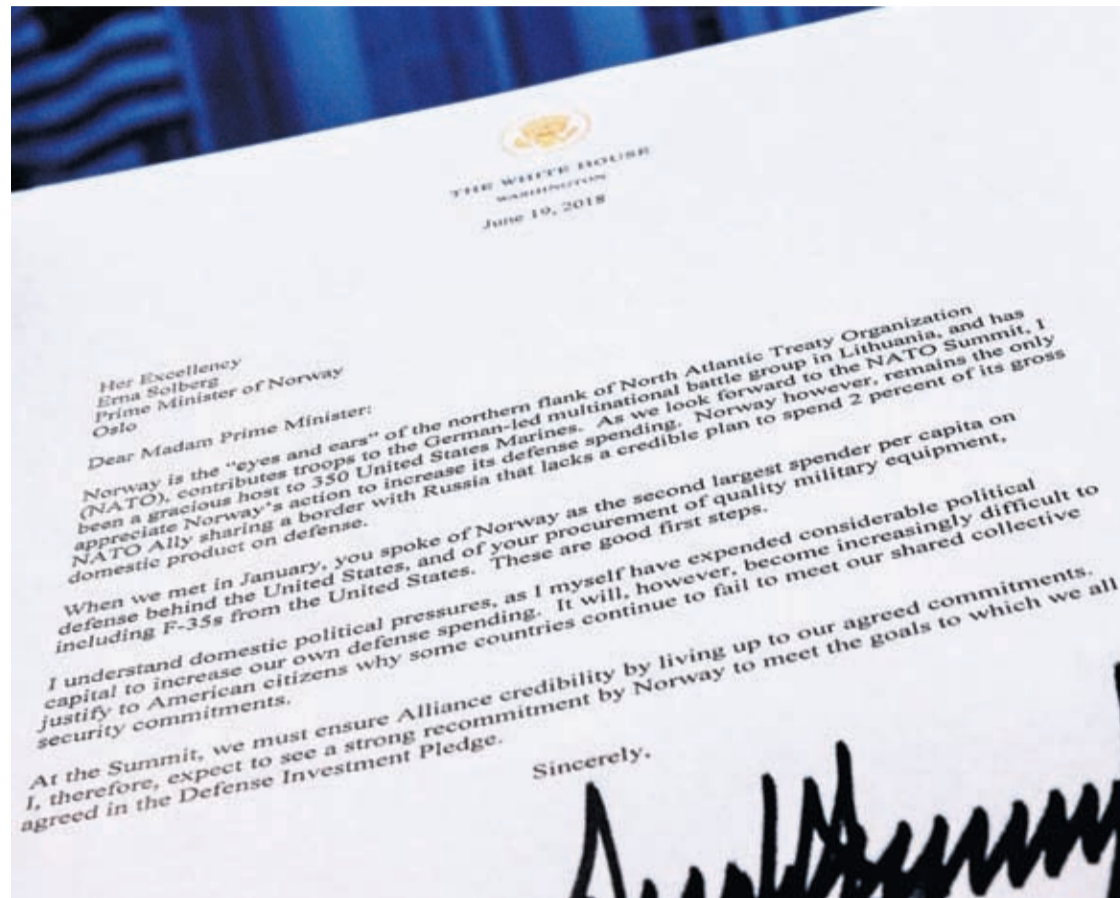 THE WHITE HOUSE
WASHINGTON
June 19, 2018
Her Excellency
Erna Solberg
Prime Minister of Norway
Oslo
Dear Madam Prime Minister:
Norway is the "eyes and ears" of the northern flank of North Atlantic Treaty Organization
(NATO), contributes troops to the German-led multinational battle group in Lithuania, and has
been a gracious host to 350 United States Marines. As we look forward to the NATO Summit, I
appreciate Norway's action to increase its defense spending. Norway however, remains the only
NATO Ally sharing a border with Russia that lacks a credible plan to spend 2 percent of its gross
domestic product on defense.
When we met in January, you spoke of Norway as the second largest spender per capita on
defense behind the United States, and of your procurement of quality military equipment,
including F-35s from the United States. These are good first steps.
I understand domestic political pressures, as I myself have expended considerable political
capital to increase our own defense spending. It will, however, become increasingly difficult to
justify to American citizens why some countries continue to fail to meet our shared collective
security commitments.
At the Summit, we must ensure Alliance credibility by living up to our agreed commitments.
I, therefore, expect to see a strong recommitment by Norway to meet the goals to which we all
agreed in the Defense Investment Pledge.
Sincerely,